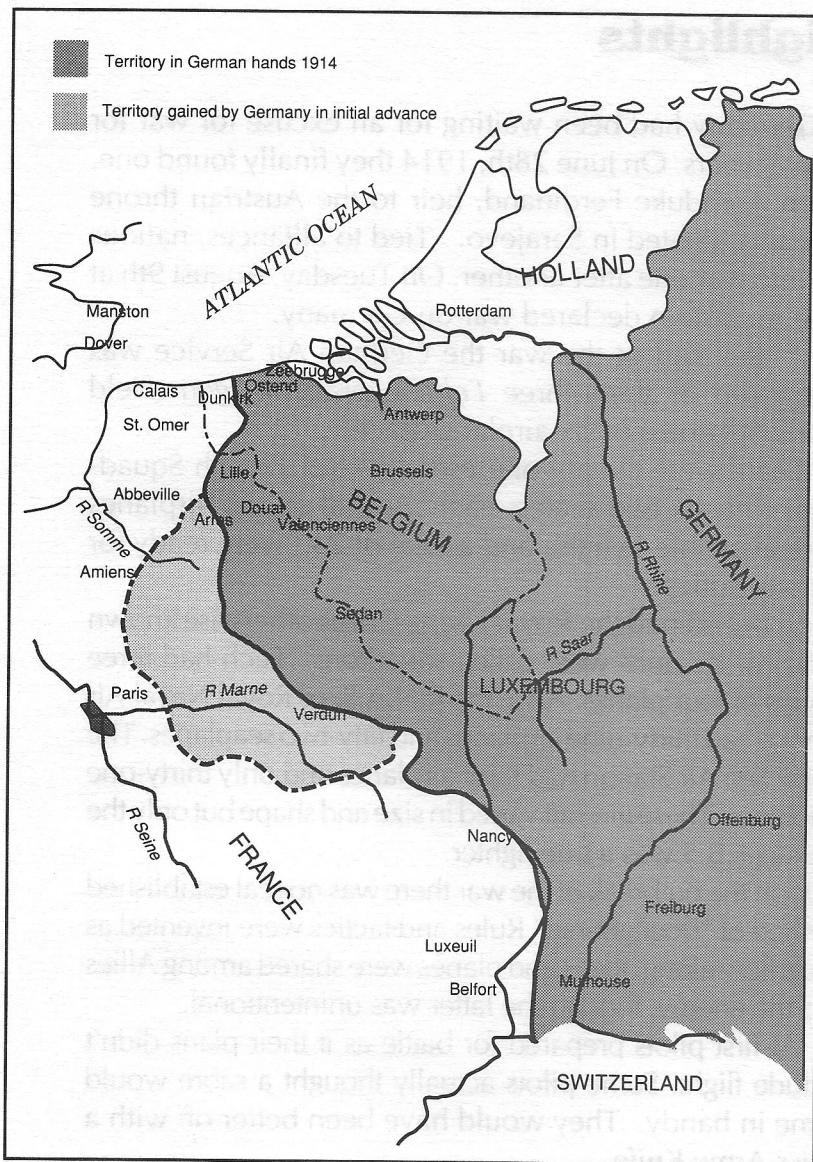 Territory in German hands 1914
Territory gained by Germany in initial advance
ATLANTIC OCEAN
HOLLAND
Manston
Dover
Rotterdam
Zeebrugge
Ostend
Calais
Dunkirk
St. Omer
Antwerp
Lille
Brussels
Abbeville
Arras
Douai
Valenciennes
BELGIUM
GERMANY
R Somme
Amiens
R Rhine
Sedan
R Saar
LUXEMBOURG
Paris
R Marne
Verdun
R Seine
FRANCE
Nancy
Offenburg
Freiburg
Luxeuil
Belfort
Mulhouse
SWITZERLAND